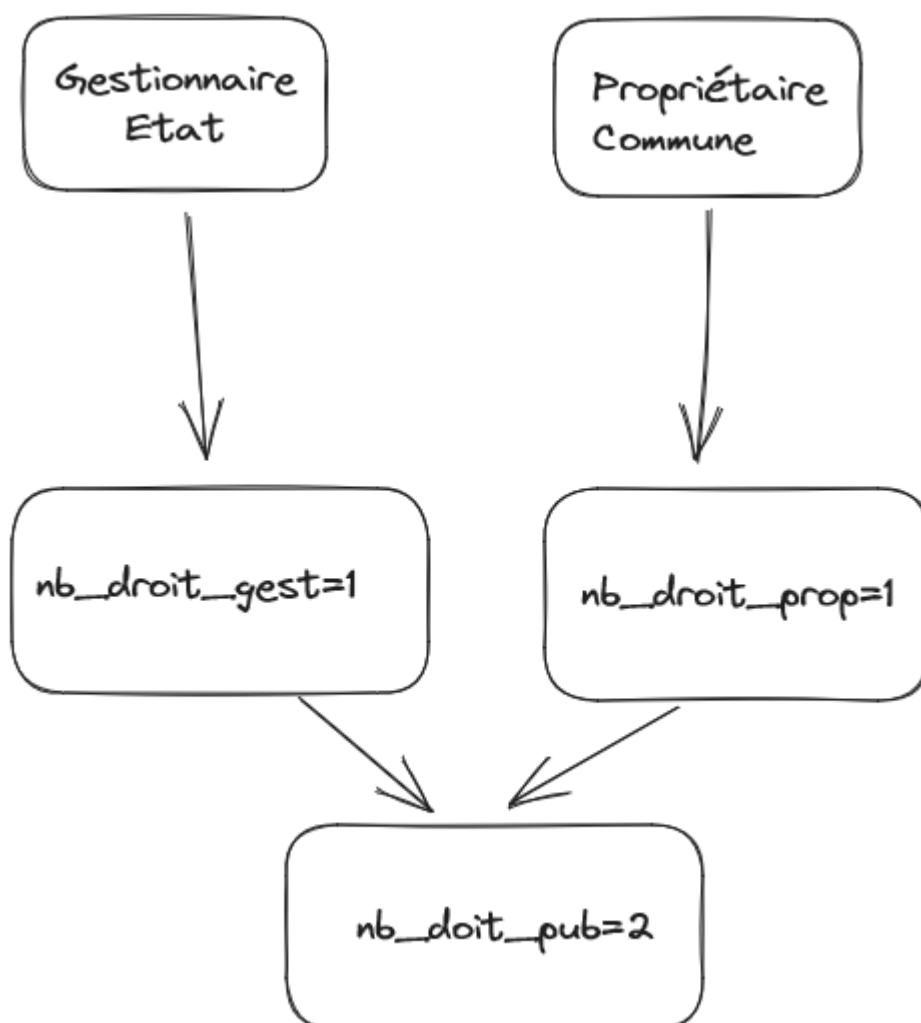 Gestionnaire
Etat
Propriétaire
Commune
nb_droit_gest=1
nb_droit_prop=1
nb_doit_pub=2